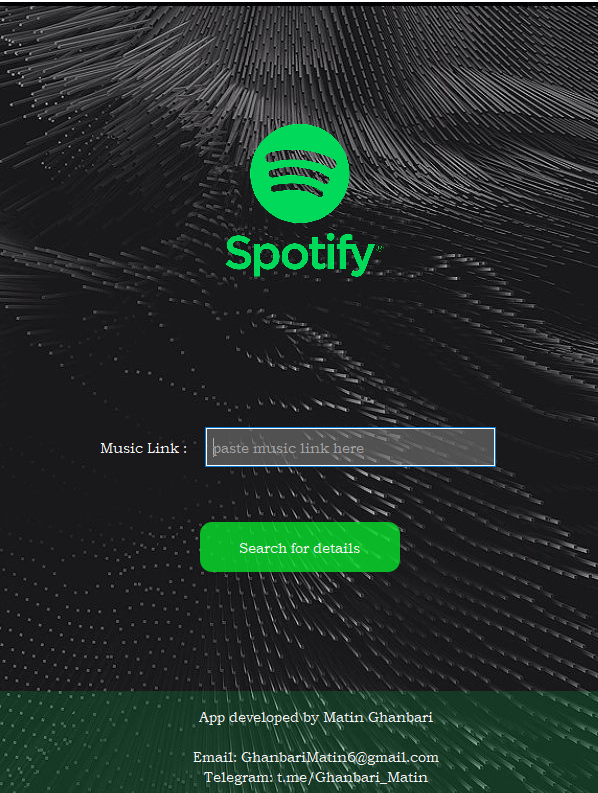 Spotify
Music Link :
paste music link here
Search for details
App developed by Matin Ghanbari
Email: GhanbariMatin6@gmail.com
Telegram: t.me/Ghanbari_Matin